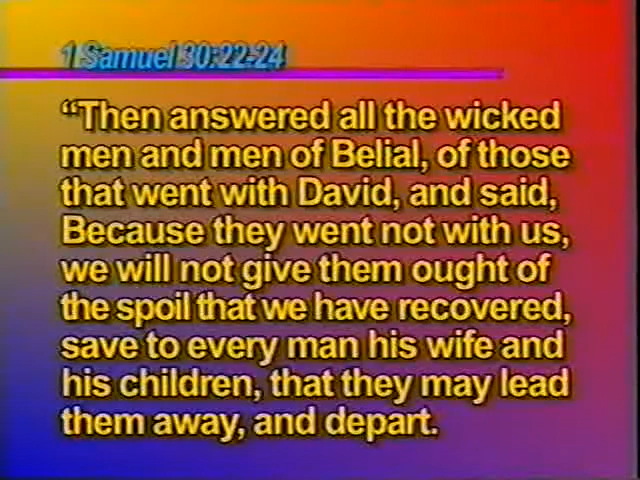 1 Samuel 30:22-24
“Then answered all the wicked
men and men of Belial, of those
that went with David, and said,
Because they went not with us,
we will not give them ought of
the spoil that we have recovered,
save to every man his wife and
his children, that they may lead
them away, and depart.